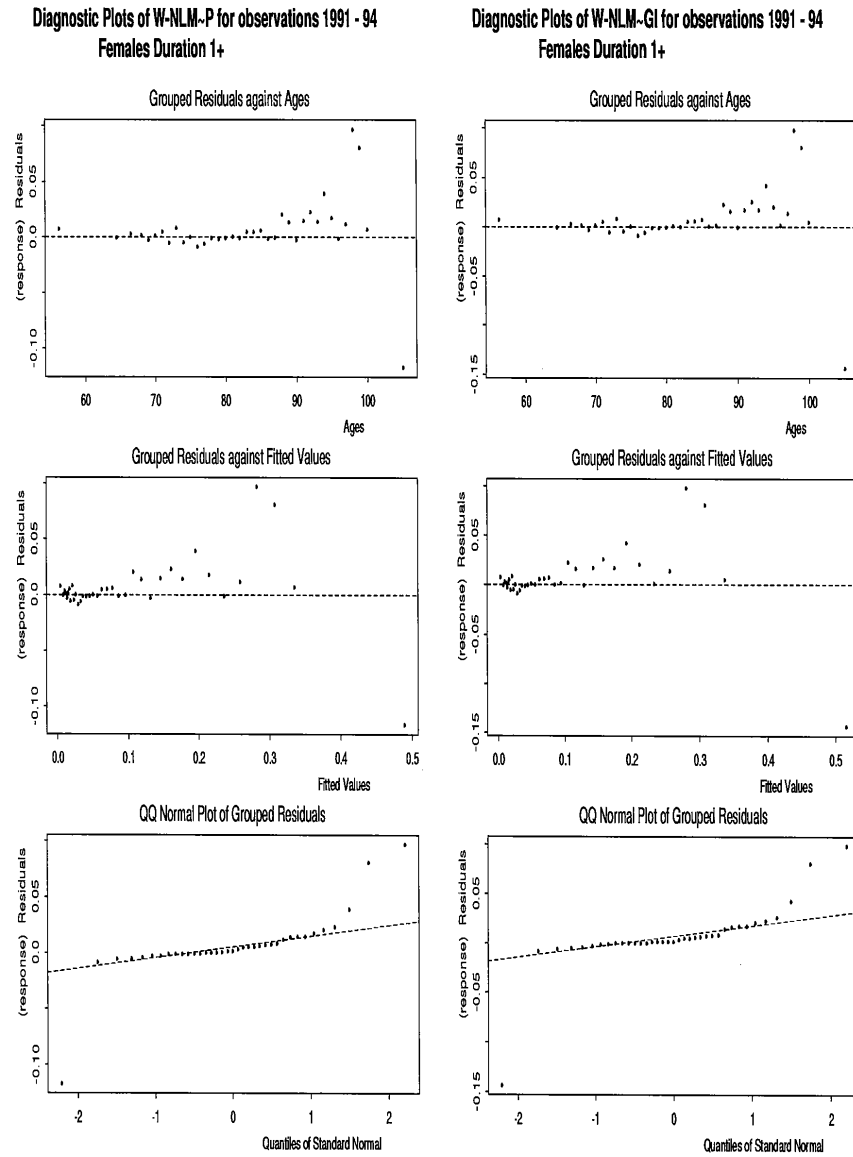 Diagnostic Plots of W-NLM~P for observations 1991 - 94
Females Duration 1+
Grouped Residuals against Ages
(response) Residuals
0.05
0.0
-0.10
60 70 80 90 100
Ages
Grouped Residuals against Fitted Values
(response) Residuals
0.05
0.0
-0.10
0.0 0.1 0.2 0.3 0.4 0.5
Fitted Values
QQ Normal Plot of Grouped Residuals
(response) Residuals
0.05
0.0
-0.10
-2 -1 0 1 2
Quantiles of Standard Normal
Diagnostic Plots of W-NLM~GI for observations 1991 - 94
Females Duration 1+
Grouped Residuals against Ages
(response) Residuals
0.05
-0.05
-0.15
60 70 80 90 100
Ages
Grouped Residuals against Fitted Values
(response) Residuals
0.05
-0.05
-0.15
0.0 0.1 0.2 0.3 0.4 0.5
Fitted Values
QQ Normal Plot of Grouped Residuals
(response) Residuals
0.05
-0.05
-0.15
-2 -1 0 1 2
Quantiles of Standard Normal